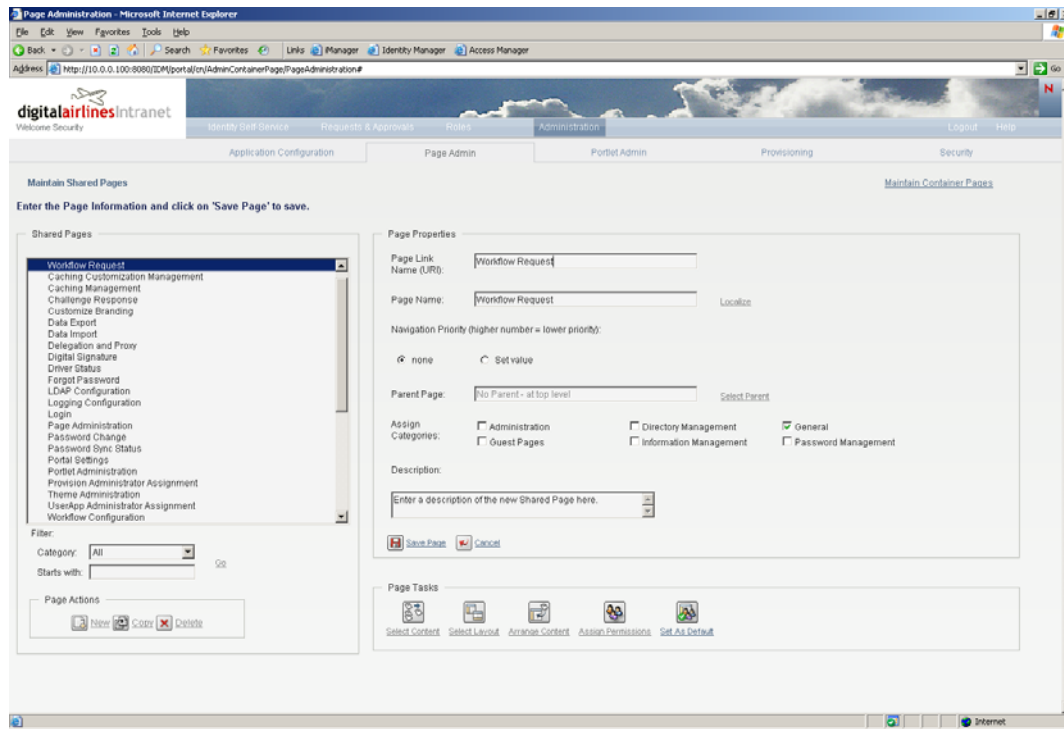 Page Administration - Microsoft Internet Explorer
File Edit View Favorites Tools Help
Back Search Favorites Links iManager Identity Manager Access Manager
Address http://10.0.0.100:8080/IDM/portal/cn/AdminContainerPage/PageAdministration# Go
digitalairlines Intranet
N
Welcome Security
Identity Self-Service Requests & Approvals Roles Administration Logout Help
Application Configuration Page Admin Portlet Admin Provisioning Security
Maintain Shared Pages Maintain Container Pages
Enter the Page Information and click on 'Save Page' to save.
Shared Pages
Workflow Request
Caching Customization Management
Caching Management
Challenge Response
Customize Branding
Data Export
Data Import
Delegation and Proxy
Digital Signature
Driver Status
Forgot Password
LDAP Configuration
Logging Configuration
Login
Page Administration
Password Change
Password Sync Status
Portal Settings
Portlet Administration
Provision Administrator Assignment
Theme Administration
UserApp Administrator Assignment
Workflow Configuration
Filter:
Category: All
Go
Starts with:
Page Actions
New Copy Delete
Page Properties
Page Link
Name (URI): Workflow Request
Page Name: Workflow Request Localize
Navigation Priority (higher number = lower priority):
none Set value
Parent Page: No Parent - at top level Select Parent
Assign
Categories:
Administration Directory Management General
Guest Pages Information Management Password Management
Description:
Enter a description of the new Shared Page here.
Save Page Cancel
Page Tasks
Select Content Select Layout Arrange Content Assign Permissions Set As Default
Internet